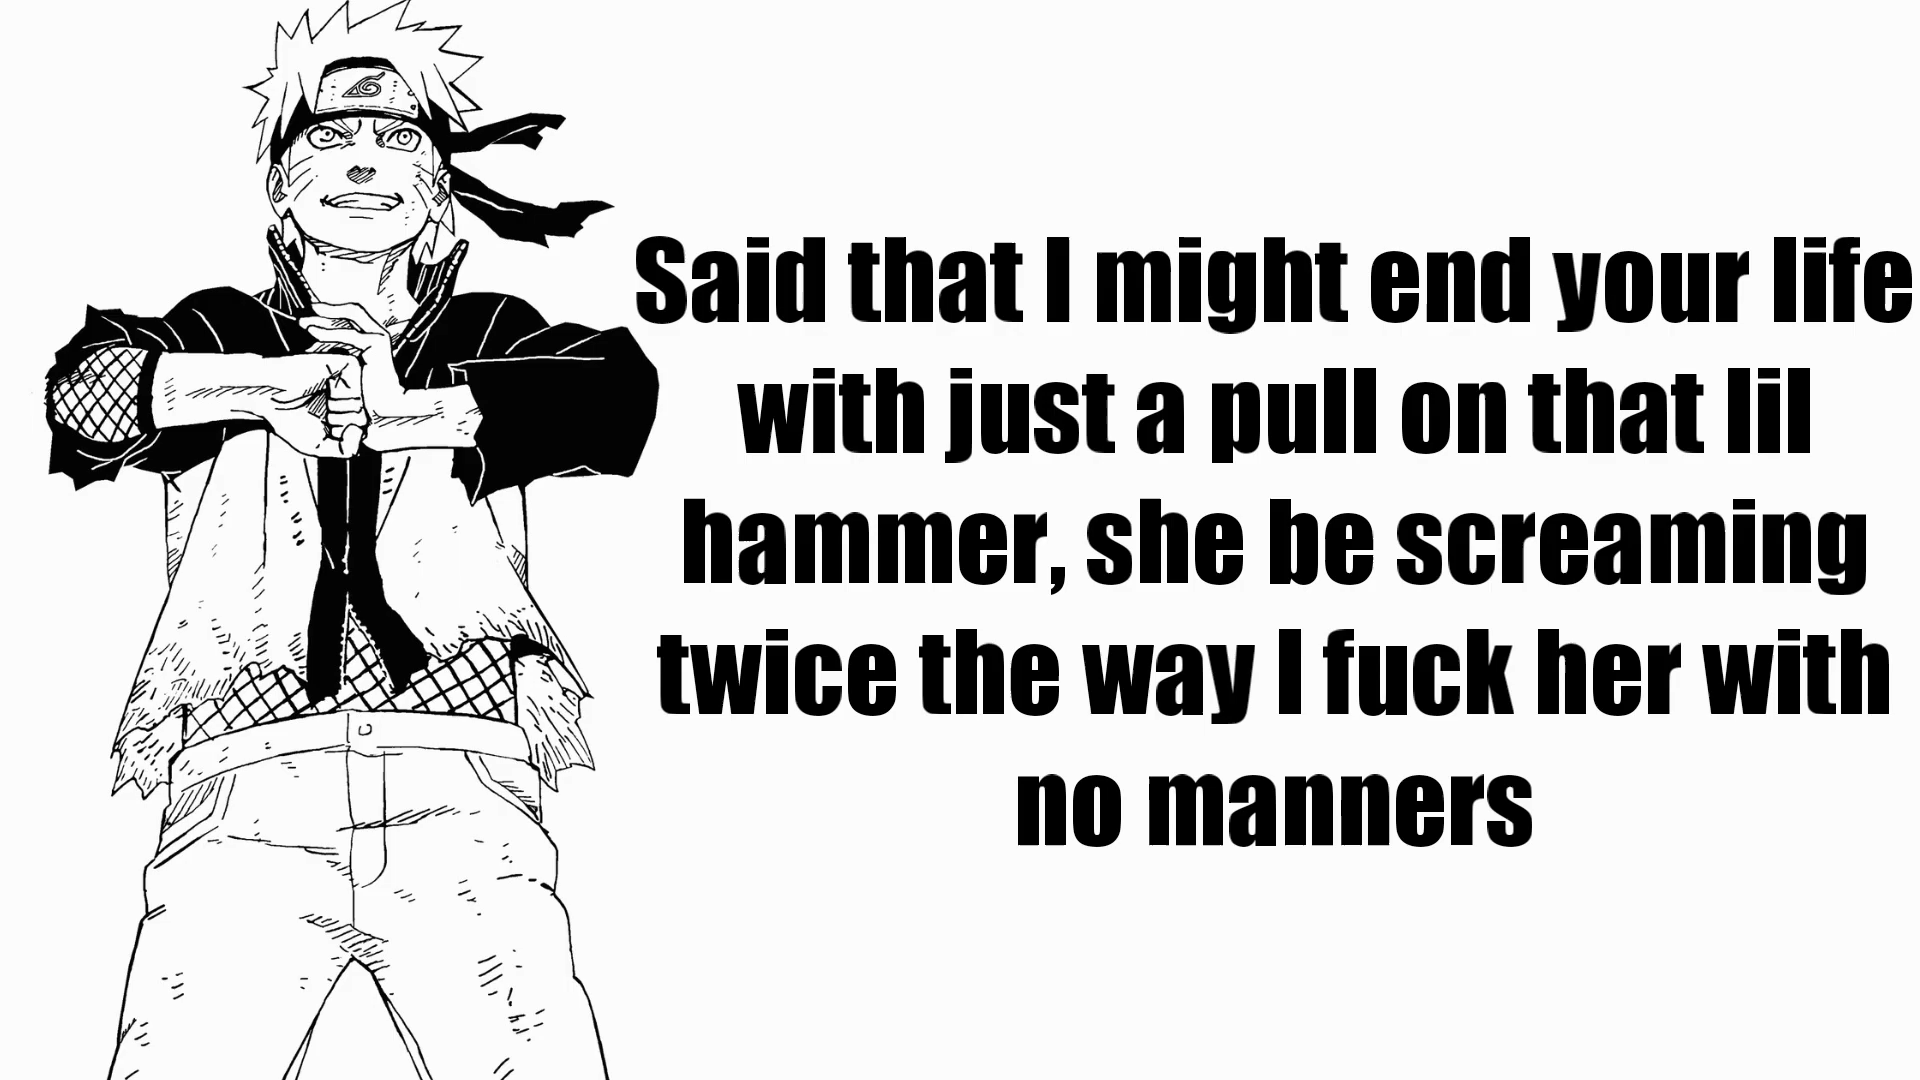 Said that I might end your life
with just a pull on that lil
hammer, she be screaming
twice the way I fuck her with
no manners